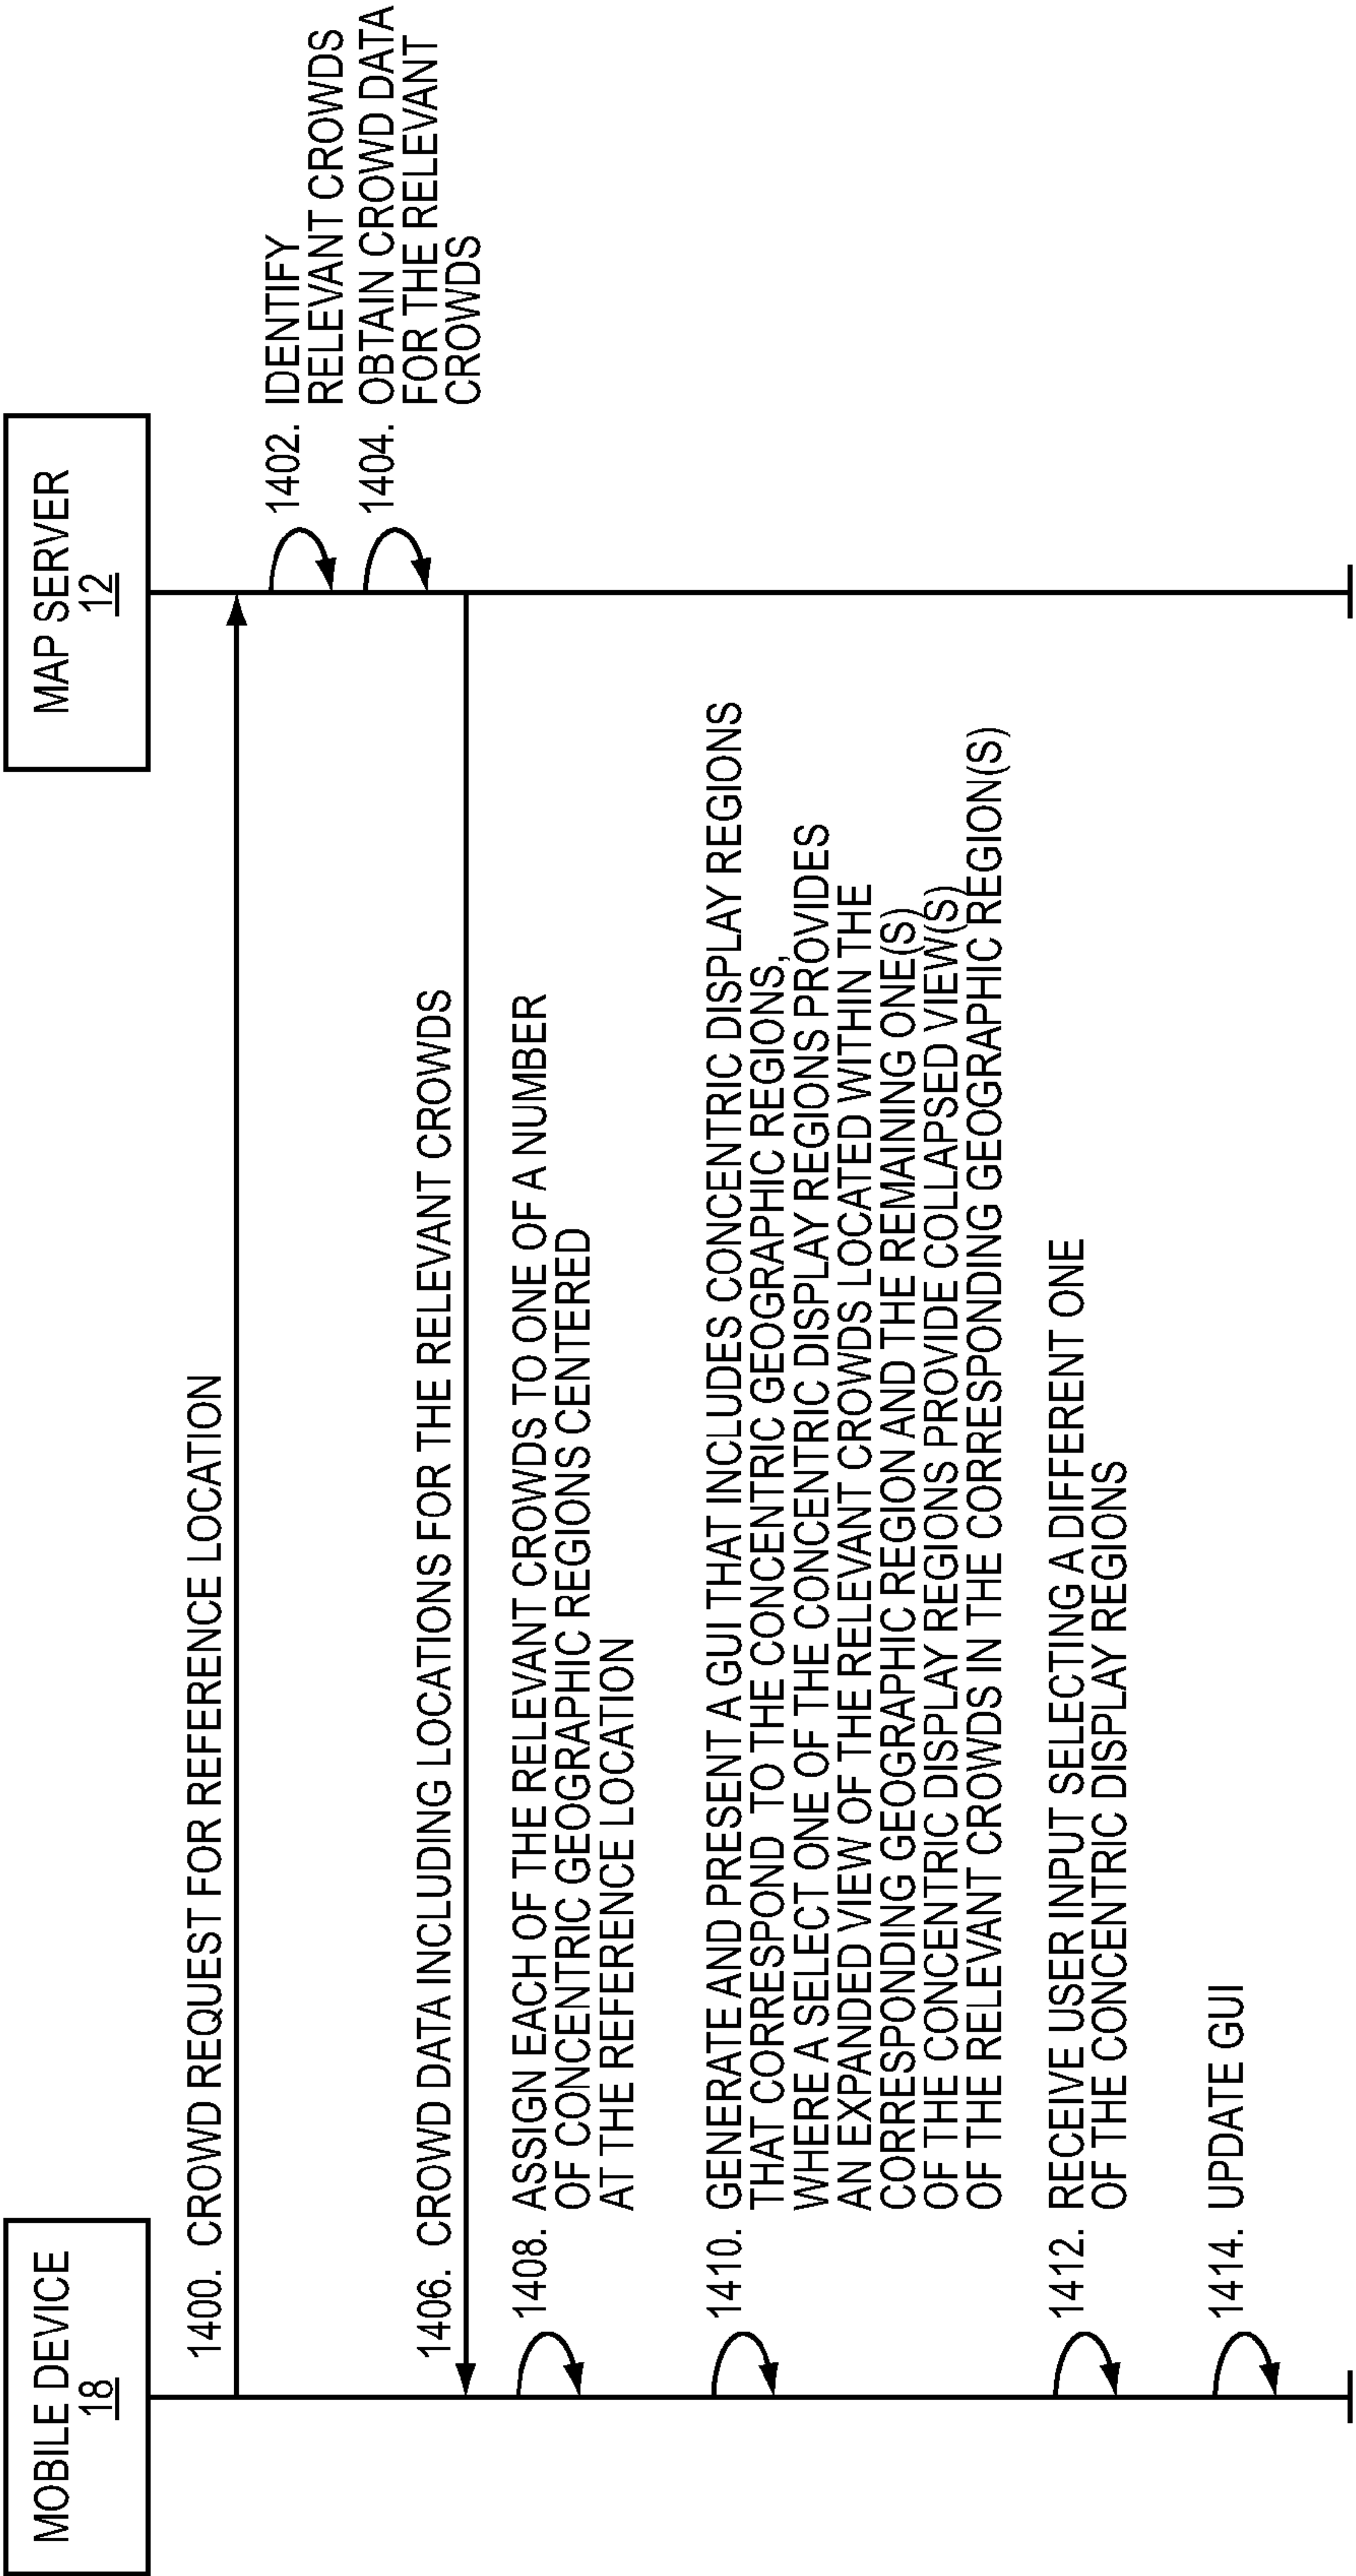 MOBILE DEVICE
18
MAP SERVER
12
1400. CROWD REQUEST FOR REFERENCE LOCATION
1402. IDENTIFY
RELEVANT CROWDS
1404. OBTAIN CROWD DATA
FOR THE RELEVANT
CROWDS
1406. CROWD DATA INCLUDING LOCATIONS FOR THE RELEVANT CROWDS
1408. ASSIGN EACH OF THE RELEVANT CROWDS TO ONE OF A NUMBER
OF CONCENTRIC GEOGRAPHIC REGIONS CENTERED
AT THE REFERENCE LOCATION
1410. GENERATE AND PRESENT A GUI THAT INCLUDES CONCENTRIC DISPLAY REGIONS
THAT CORRESPOND TO THE CONCENTRIC GEOGRAPHIC REGIONS,
WHERE A SELECT ONE OF THE CONCENTRIC DISPLAY REGIONS PROVIDES
AN EXPANDED VIEW OF THE RELEVANT CROWDS LOCATED WITHIN THE
CORRESPONDING GEOGRAPHIC REGION AND THE REMAINING ONE(S)
OF THE CONCENTRIC DISPLAY REGIONS PROVIDE COLLAPSED VIEW(S)
OF THE RELEVANT CROWDS IN THE CORRESPONDING GEOGRAPHIC REGION(S)
1412. RECEIVE USER INPUT SELECTING A DIFFERENT ONE
OF THE CONCENTRIC DISPLAY REGIONS
1414. UPDATE GUI